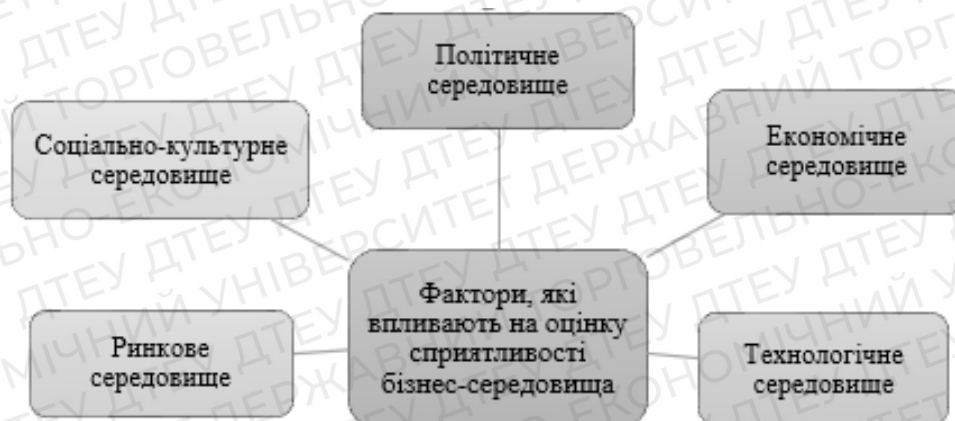 Політичне
середовище
Соціально-культурне
середовище
Економічне
середовище
Фактори, які
впливають на оцінку
сприятливості
бізнес-середовища
Ринкове
середовище
Технологічне
середовище